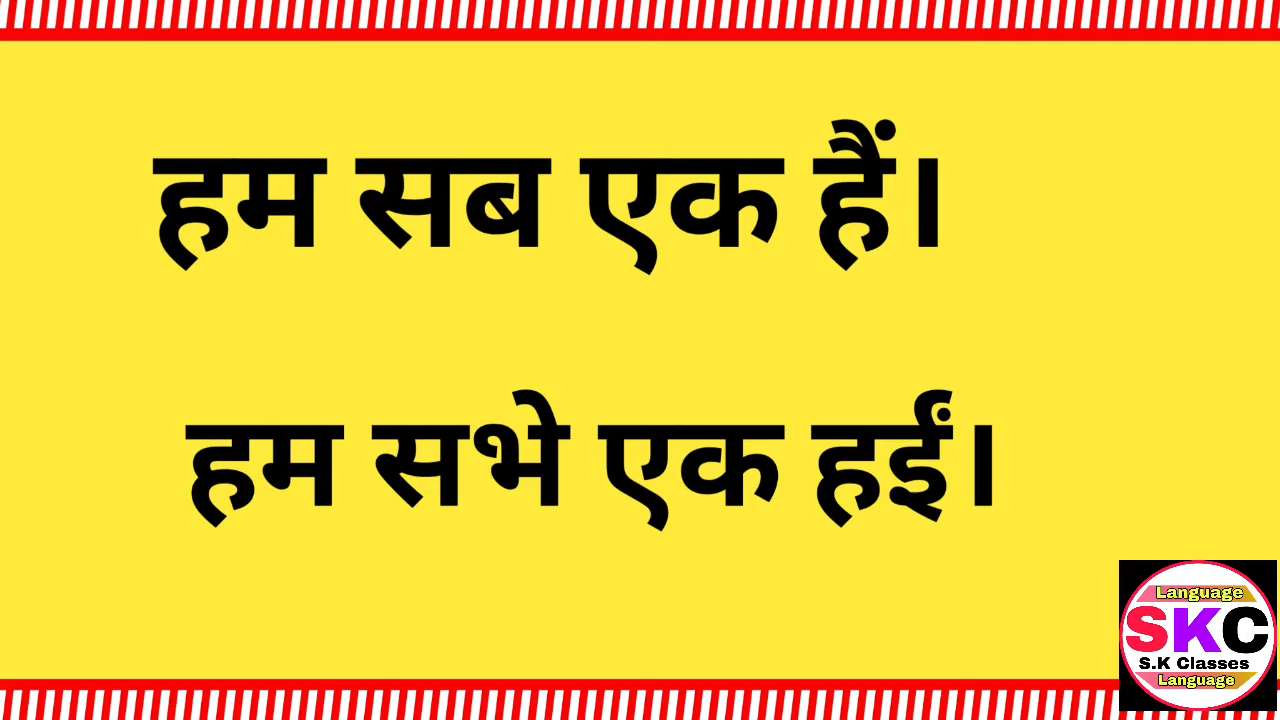 हम सब एक हैं।
हम सभे एक हईं।
Language
SKC
S.K Classes
Language